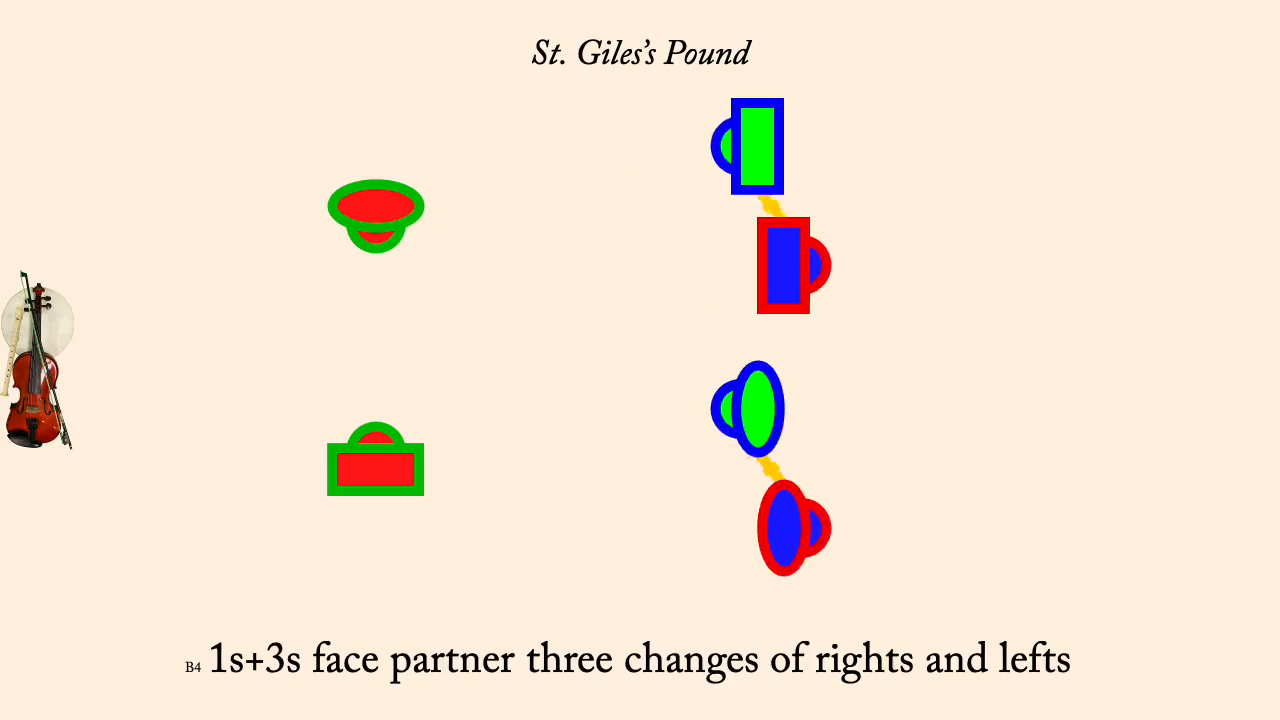 St. Giles's Pound
B4 1s+3s face partner three changes of rights and lefts